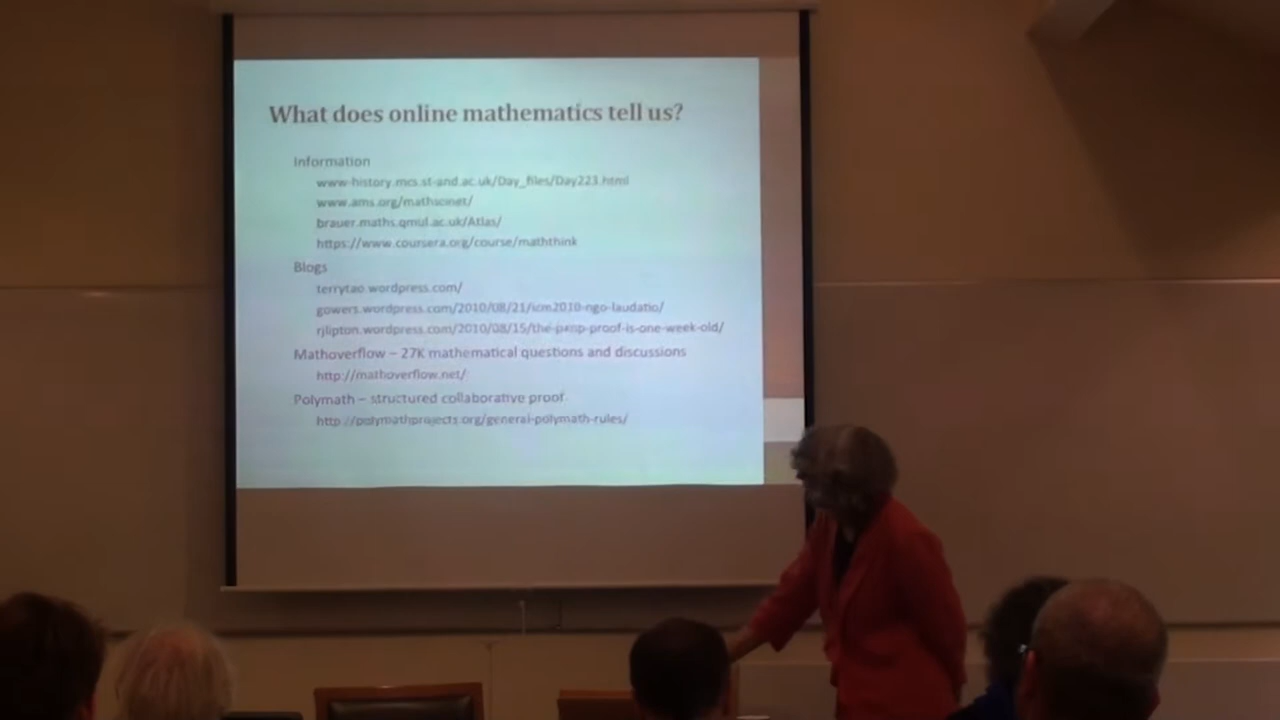 What does online mathematics tell us?
Information
www-history.mcs.st-and.ac.uk/Day_files/Day223.html
www.ams.org/mathscinet/
brauer.maths.qmul.ac.uk/Atlas/
https://www.coursera.org/course/maththink
Blogs
terrytao.wordpress.com/
gowers.wordpress.com/2010/08/21/icm2010-ngo-laudatio/
rjlipton.wordpress.com/2010/08/15/the-pnp-proof-is-one-week-old/
Mathoverflow – 27K mathematical questions and discussions
http://mathoverflow.net/
Polymath – structured collaborative proof
http://polymathprojects.org/general-polymath-rules/